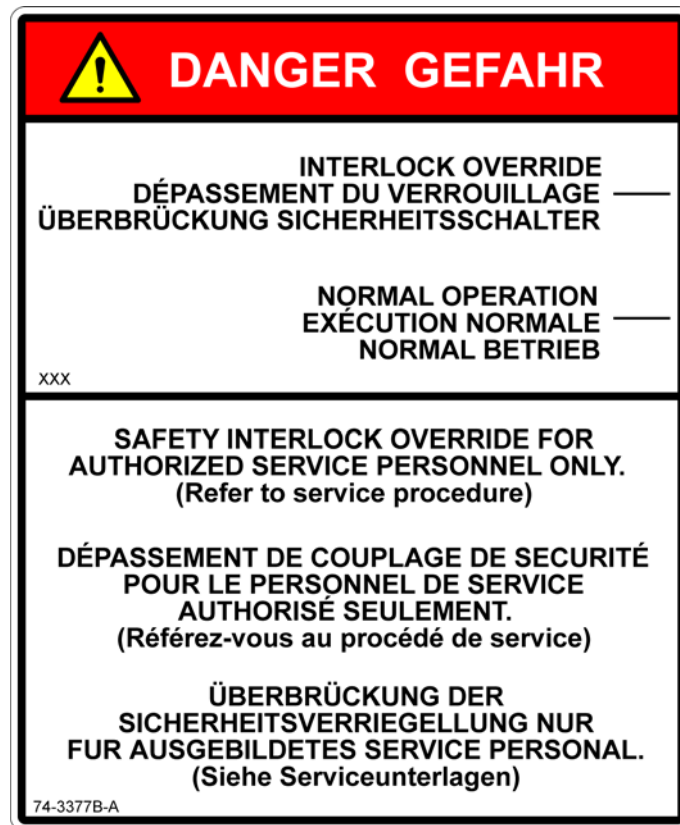 DANGER GEFAHR
INTERLOCK OVERRIDE
DÉPASSEMENT DU VERROUILLAGE
ÜBERBRÜCKUNG SICHERHEITSSCHALTER
NORMAL OPERATION
EXÉCUTION NORMALE
NORMAL BETRIEB
XXX
SAFETY INTERLOCK OVERRIDE FOR
AUTHORIZED SERVICE PERSONNEL ONLY.
(Refer to service procedure)
DÉPASSEMENT DE COUPLAGE DE SECURITÉ
POUR LE PERSONNEL DE SERVICE
AUTHORISÉ SEULEMENT.
(Référez-vous au procédé de service)
ÜBERBRÜCKUNG DER
SICHERHEITSVERRIEGELLUNG NUR
FUR AUSGEBILDETES SERVICE PERSONAL.
(Siehe Serviceunterlagen)
74-3377B-A